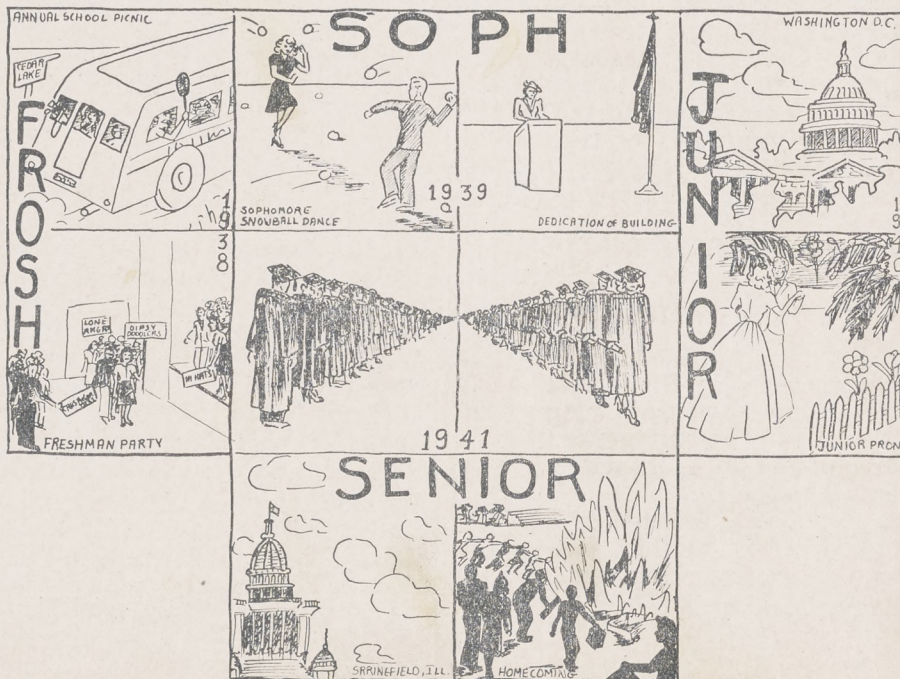 ANNUAL SCHOOL PICNIC
CEDAR
LAKE
FROSH
1938
LONE
RANGER
DIPSY
DOODLERS
FRESHMAN PARTY
SOPH
SOPHOMORE
SNOWBALL DANCE
1939
DEDICATION OF BUILDING
WASHINGTON D.C.
JUNIOR
JUNIOR PROM
1941
SENIOR
SPRINGFIELD, ILL.
HOMECOMING